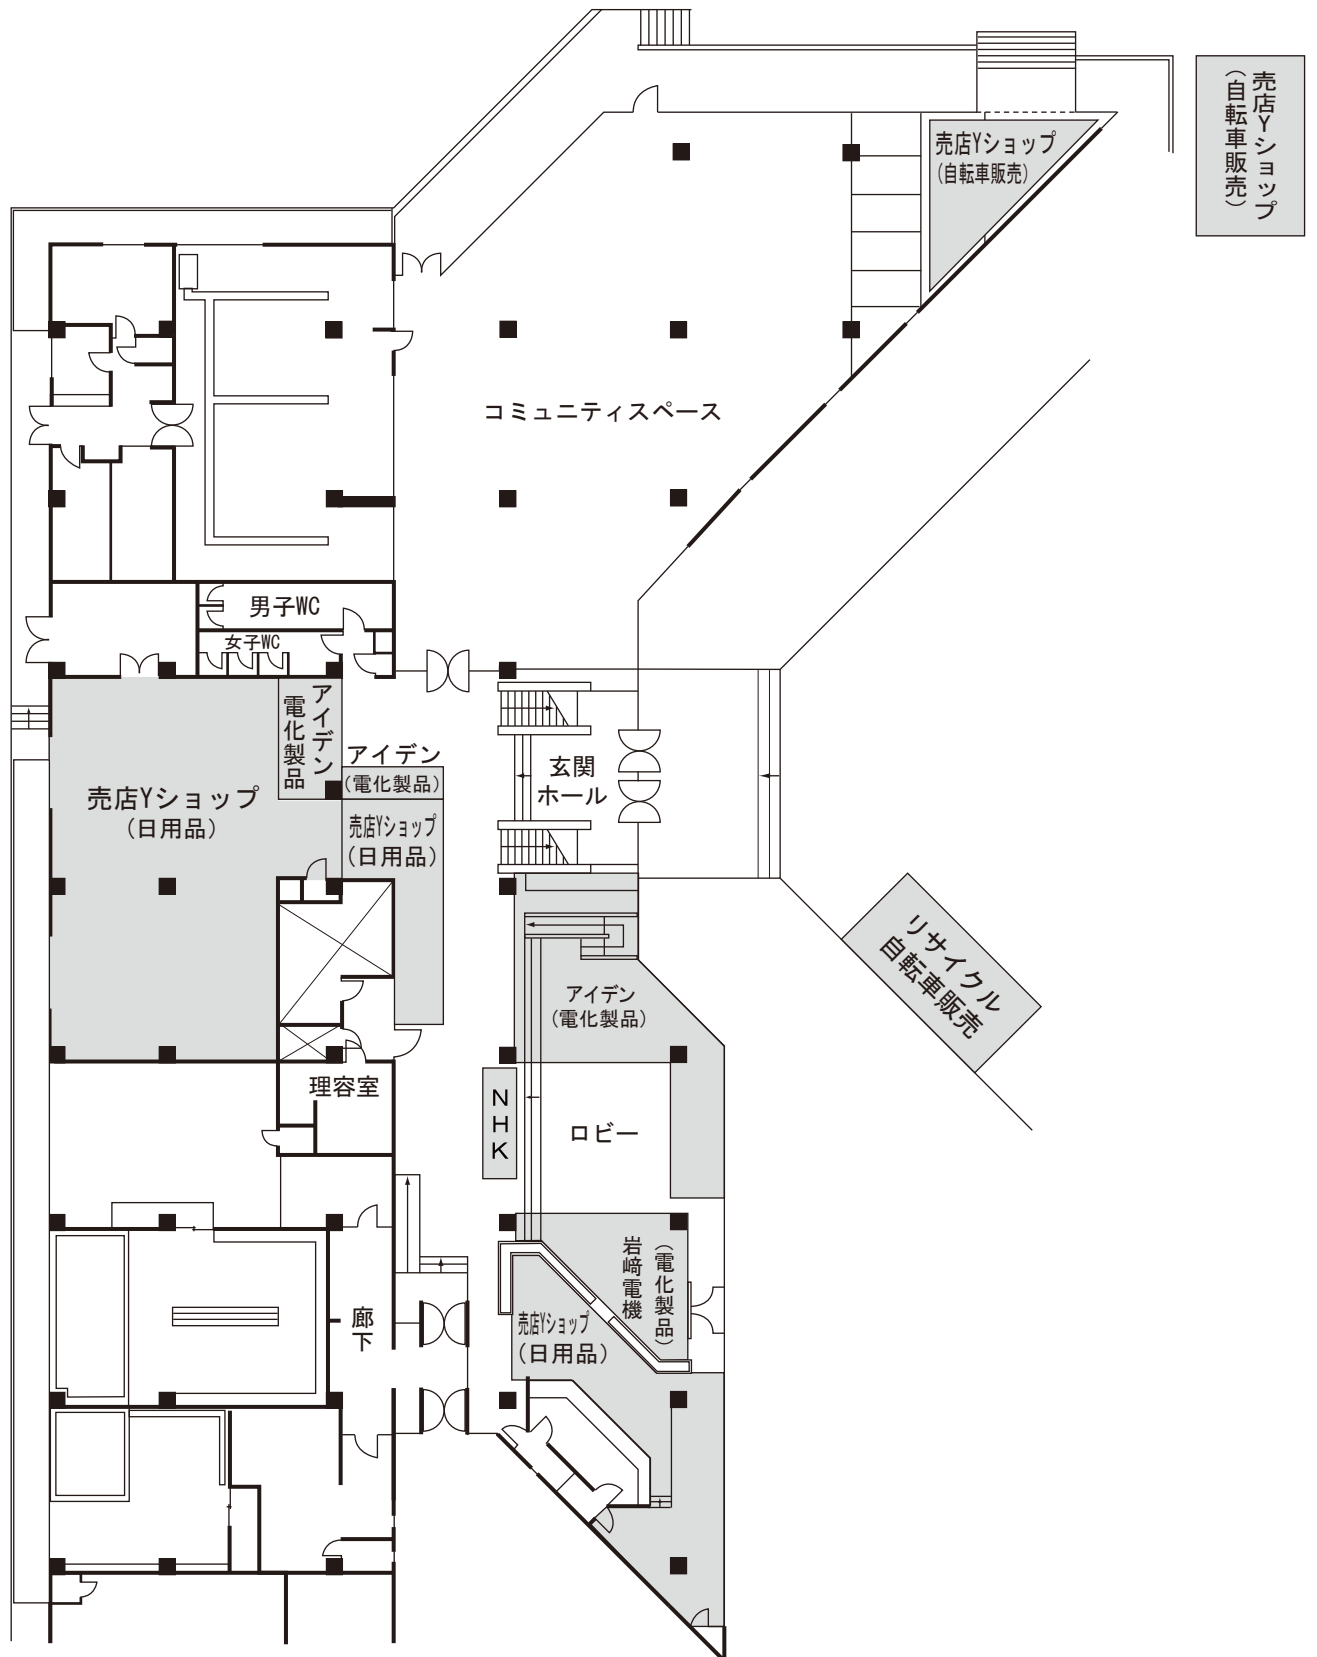 売店Yショップ
（自転車販売）
売店Yショップ
（自転車販売）
コミュニティスペース
男子WC
女子WC
アイデン
電化製品
アイデン
（電化製品）
玄関
ホール
売店Yショップ
（日用品）
売店Yショップ
（日用品）
リサイクル
自転車販売
アイデン
（電化製品）
理容室
NHK
ロビー
岩﨑電機
（電化製品）
廊下
売店Yショップ
（日用品）